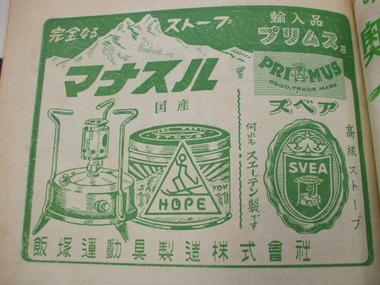 完全なる
ストーブ
マナスル
国産
HOPE
輸入品
プリムス及
PRIMUS
REGD. TRADE MARK
スベア
何れもスエーデン製です
SVEA
高級ストーブ
飯塚運動具製造株式會社
奥